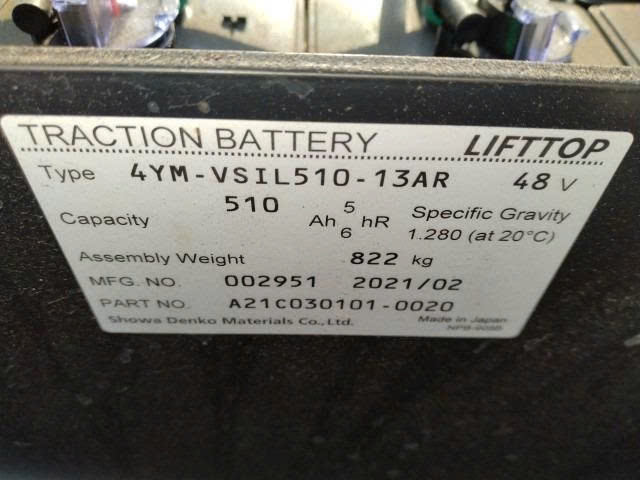 TRACTION BATTERY LIFTTOP
Type 4YM-VSIL510-13AR 48 V
Capacity 510 Ah 5 6 hR Specific Gravity
1.280 (at 20°C)
Assembly Weight 822 kg
MFG. NO. 002951 2021/02
PART NO. A21C030101-0020
Showa Denko Materials Co., Ltd. Made in Japan